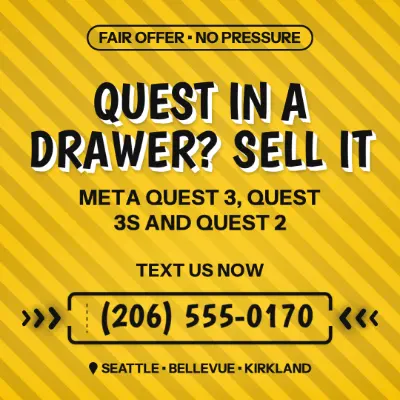 FAIR OFFER • NO PRESSURE
QUEST IN A
DRAWER? SELL IT
META QUEST 3, QUEST
3S AND QUEST 2
TEXT US NOW
(206) 555-0170
SEATTLE • BELLEVUE • KIRKLAND